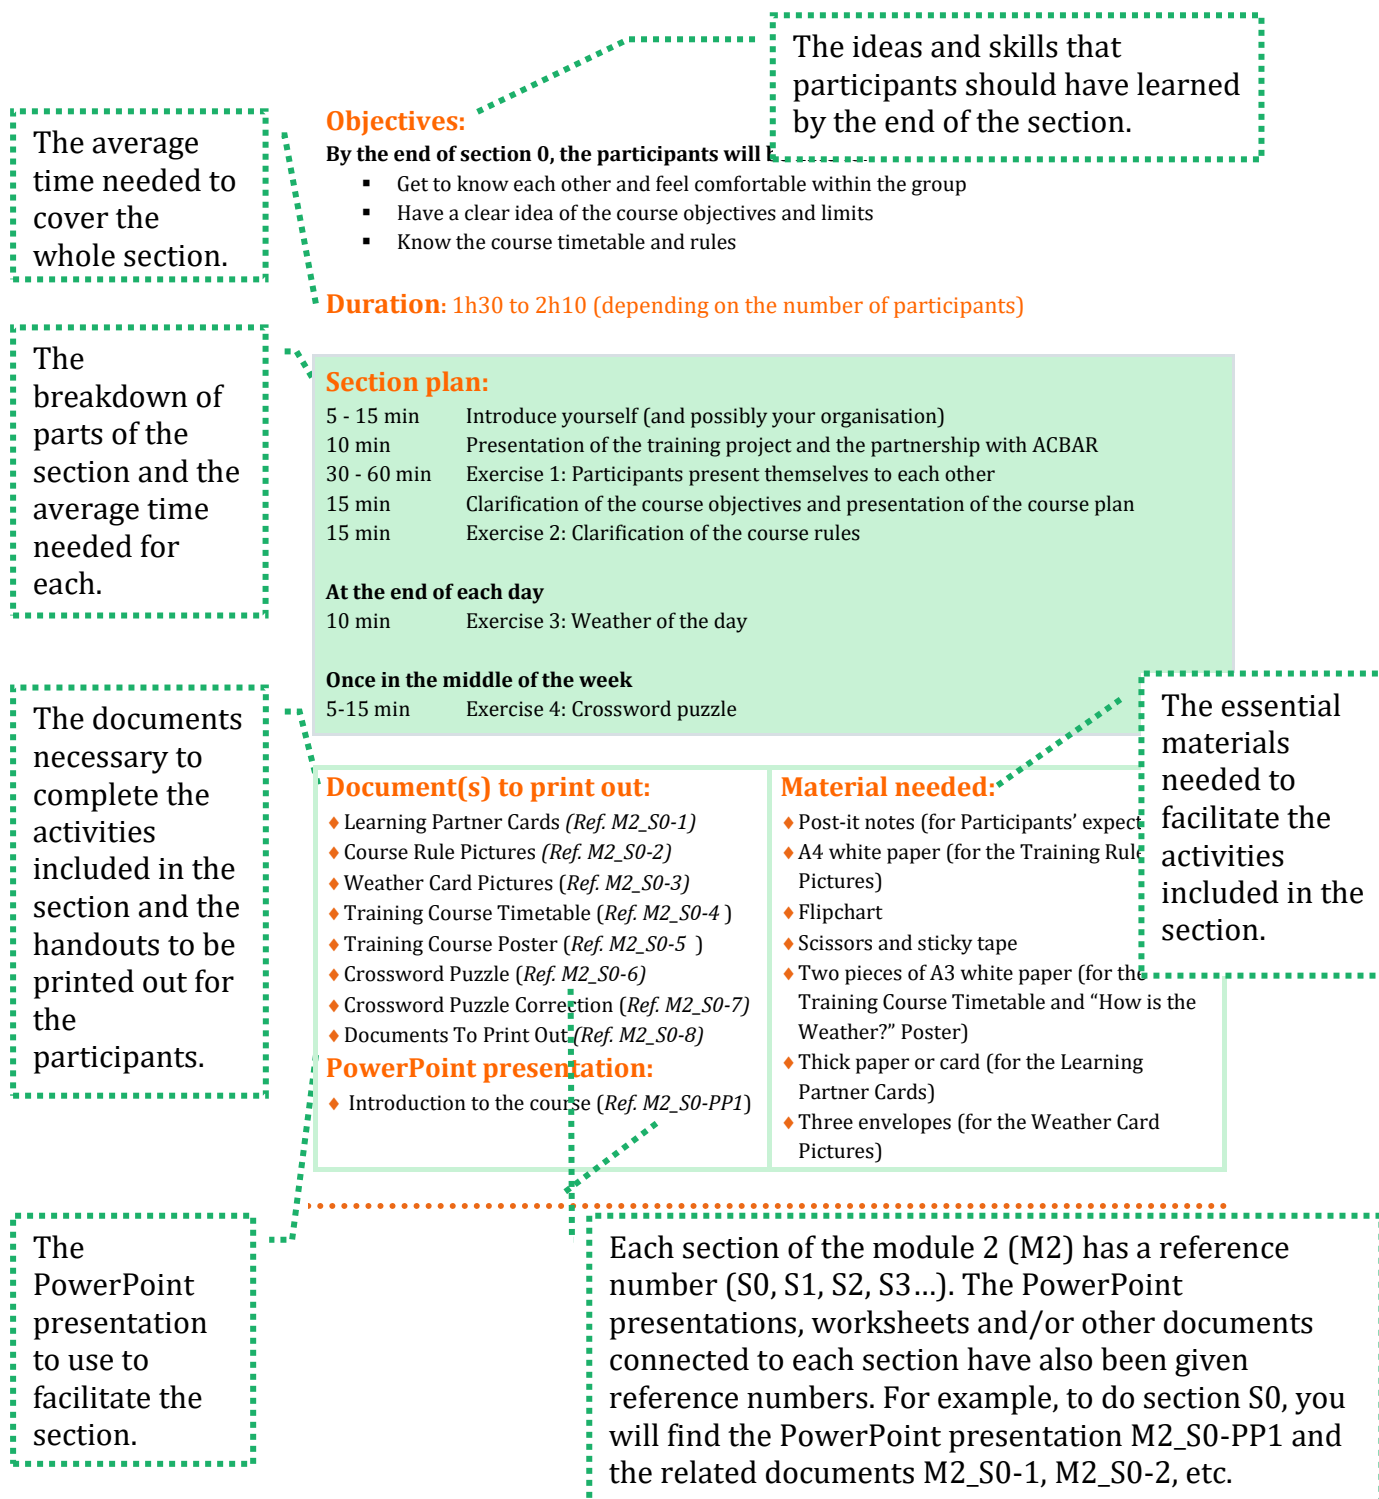 The ideas and skills that
participants should have learned
by the end of the section.
The average
time needed to
cover the
whole section.
Objectives:
By the end of section 0, the participants will
▪ Get to know each other and feel comfortable within the group
▪ Have a clear idea of the course objectives and limits
▪ Know the course timetable and rules
Duration: 1h30 to 2h10 (depending on the number of participants)
The
breakdown of
parts of the
section and the
average time
needed for
each.
Section plan:
5 - 15 min Introduce yourself (and possibly your organisation)
10 min Presentation of the training project and the partnership with ACBAR
30 - 60 min Exercise 1: Participants present themselves to each other
15 min Clarification of the course objectives and presentation of the course plan
15 min Exercise 2: Clarification of the course rules
At the end of each day
10 min Exercise 3: Weather of the day
Once in the middle of the week
5-15 min Exercise 4: Crossword puzzle
The documents
necessary to
complete the
activities
included in the
section and the
handouts to be
printed out for
the
participants.
Document(s) to print out:
♦ Learning Partner Cards (Ref. M2_S0-1)
♦ Course Rule Pictures (Ref. M2_S0-2)
♦ Weather Card Pictures (Ref. M2_S0-3)
♦ Training Course Timetable (Ref. M2_S0-4 )
♦ Training Course Poster (Ref. M2_S0-5 )
♦ Crossword Puzzle (Ref. M2_S0-6)
♦ Crossword Puzzle Correction (Ref. M2_S0-7)
♦ Documents To Print Out (Ref. M2_S0-8)
PowerPoint presentation:
♦ Introduction to the course (Ref. M2_S0-PP1)
Material needed:
♦ Post-it notes (for Participants' expect
♦ A4 white paper (for the Training Rule
Pictures)
♦ Flipchart
♦ Scissors and sticky tape
♦ Two pieces of A3 white paper (for the
Training Course Timetable and “How is the
Weather?” Poster)
♦ Thick paper or card (for the Learning
Partner Cards)
♦ Three envelopes (for the Weather Card
Pictures)
The essential
materials
needed to
facilitate the
activities
included in the
section.
The
PowerPoint
presentation
to use to
facilitate the
section.
Each section of the module 2 (M2) has a reference
number (S0, S1, S2, S3…). The PowerPoint
presentations, worksheets and/or other documents
connected to each section have also been given
reference numbers. For example, to do section S0, you
will find the PowerPoint presentation M2_S0-PP1 and
the related documents M2_S0-1, M2_S0-2, etc.